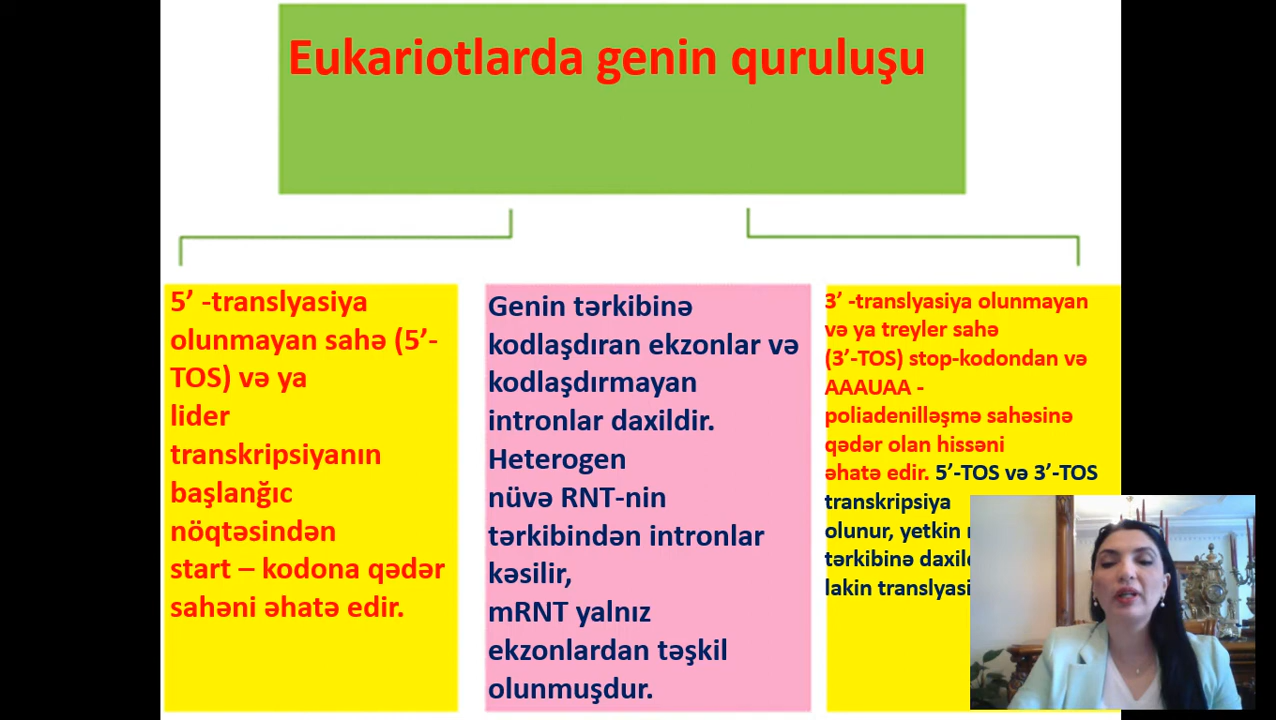 Eukariotlarda genin quruluşu
5’ -translyasiya
olunmayan sahə (5’-
TOS) və ya
lider
transkripsiyanın
başlanğıc
nöqtəsindən
start – kodona qədər
sahəni əhatə edir.
Genin tərkibinə
kodlaşdıran ekzonlar və
kodlaşdırmayan
intronlar daxildir.
Heterogen
nüvə RNT-nin
tərkibindən intronlar
kəsilir,
mRNT yalnız
ekzonlardan təşkil
olunmuşdur.
3’ -translyasiya olunmayan
və ya treyler sahə
(3’-TOS) stop-kodondan və
AAAUAA -
poliadenilləşmə sahəsinə
qədər olan hissəni
əhatə edir. 5’-TOS və 3’-TOS
transkripsiya
olunur, yetkin
tərkibinə
lakin